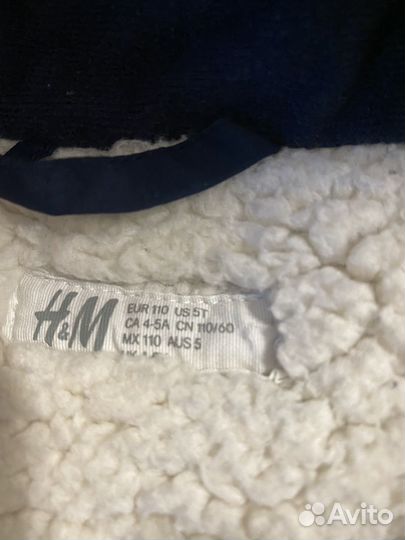 H&M
EUR 110 US 5T
CA 4-5A CN 110/60
MX 110 AUS 5
Avito